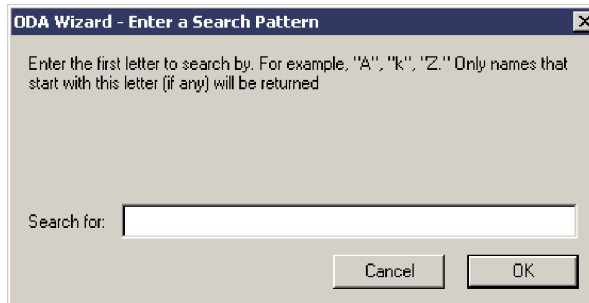 ODA Wizard - Enter a Search Pattern
Enter the first letter to search by. For example, "A", "k", "Z." Only names that
start with this letter (if any) will be returned
Search for:
Cancel OK